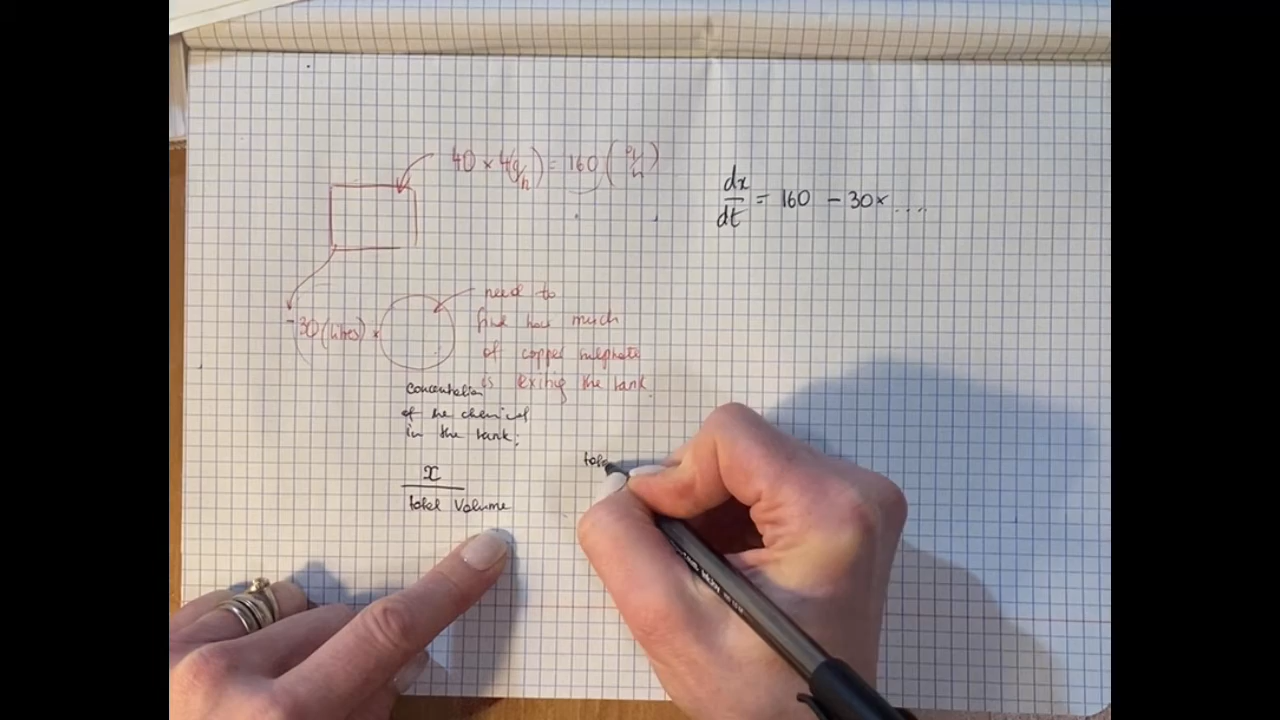 40 × 4(g/h) = 160 (g/h)
dx/dt = 160 - 30× ....
-30 (litres) ×
need to
find how much
of copper sulphate
is exiting the tank.
Concentration
of the chemical
in the tank:
x
total Volume